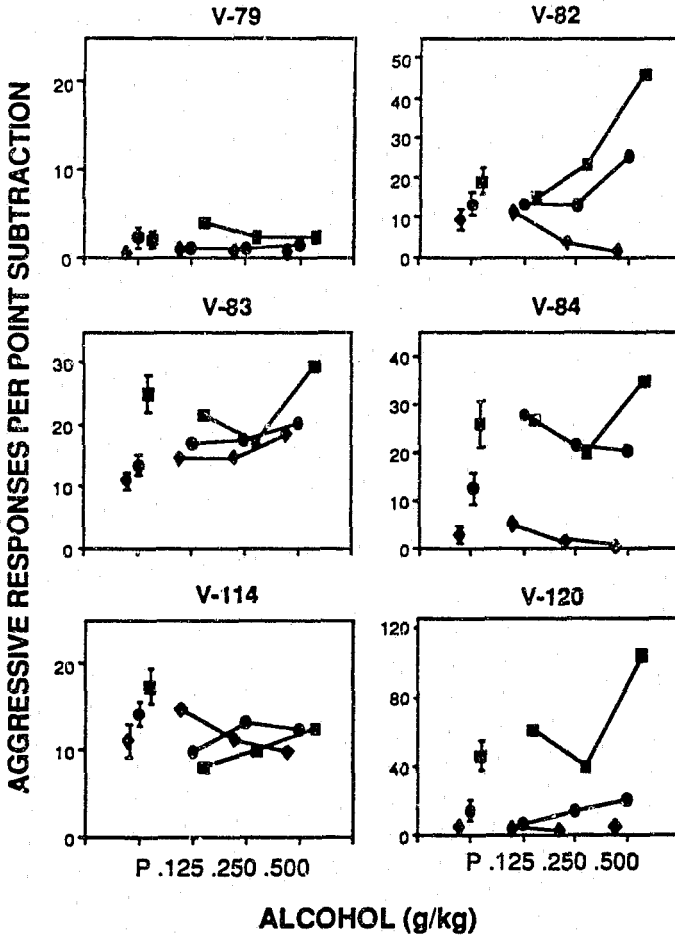 AGGRESSIVE RESPONSES PER POINT SUBTRACTION
V-79
20
10
0
V-82
50
40
30
20
10
0
V-83
30
20
10
0
V-84
40
30
20
10
0
V-114
20
10
0
P .125 .250 .500
V-120
120
80
40
0
P .125 .250 .500
ALCOHOL (g/kg)